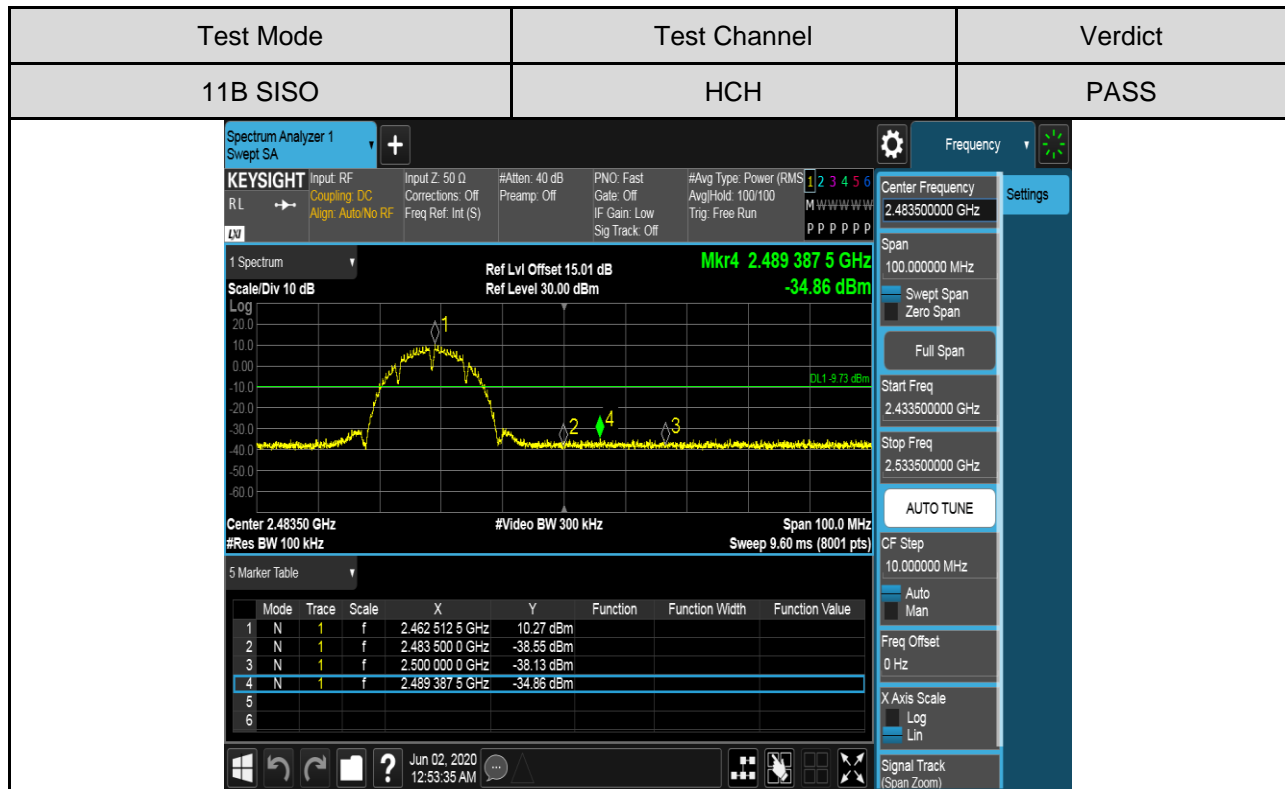 Test Mode Test Channel Verdict
11B SISO HCH PASS
Spectrum Analyzer 1
Swept SA
+
Frequency
KEYSIGHT Input: RF Input Z: 50 Ω #Atten: 40 dB PNO: Fast #Avg Type: Power (RMS 1 2 3 4 5 6
RL Coupling: DC Corrections: Off Preamp: Off Gate: Off Avg|Hold: 100/100 M W W W W W
Align: Auto/No RF Freq Ref: Int (S) IF Gain: Low Trig: Free Run
LXI Sig Track: Off P P P P P P
1 Spectrum
Ref Lvl Offset 15.01 dB Mkr4 2.489 387 5 GHz
Scale/Div 10 dB Ref Level 30.00 dBm -34.86 dBm
Log
20.0
10.0
0.00
-10.0
-20.0
-30.0
-40.0
-50.0
-60.0
1
DL1 -9.73 dBm
2 4 3
Center 2.48350 GHz #Video BW 300 kHz Span 100.0 MHz
#Res BW 100 kHz Sweep 9.60 ms (8001 pts)
5 Marker Table
Mode Trace Scale X Y Function Function Width Function Value
1 N 1 f 2.462 512 5 GHz 10.27 dBm
2 N 1 f 2.483 500 0 GHz -38.55 dBm
3 N 1 f 2.500 000 0 GHz -38.13 dBm
4 N 1 f 2.489 387 5 GHz -34.86 dBm
5
6
?
Jun 02, 2020
12:53:35 AM
Center Frequency
2.483500000 GHz
Settings
Span
100.000000 MHz
Swept Span
Zero Span
Full Span
Start Freq
2.433500000 GHz
Stop Freq
2.533500000 GHz
AUTO TUNE
CF Step
10.000000 MHz
Auto
Man
Freq Offset
0 Hz
X Axis Scale
Log
Lin
Signal Track
(Span Zoom)